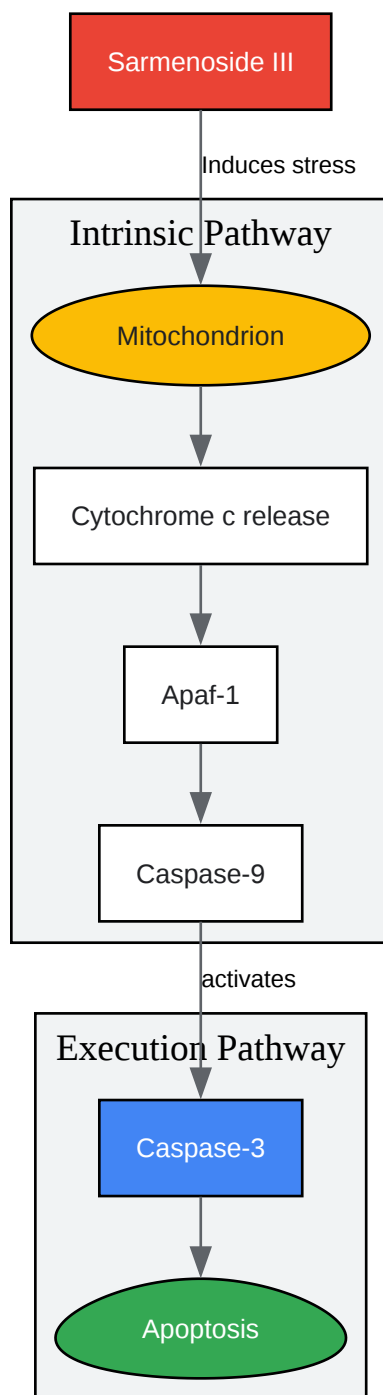 Sarmenoside III
Induces stress
Intrinsic Pathway
Mitochondrion
Cytochrome c release
Apaf-1
Caspase-9
activates
Execution Pathway
Caspase-3
Apoptosis